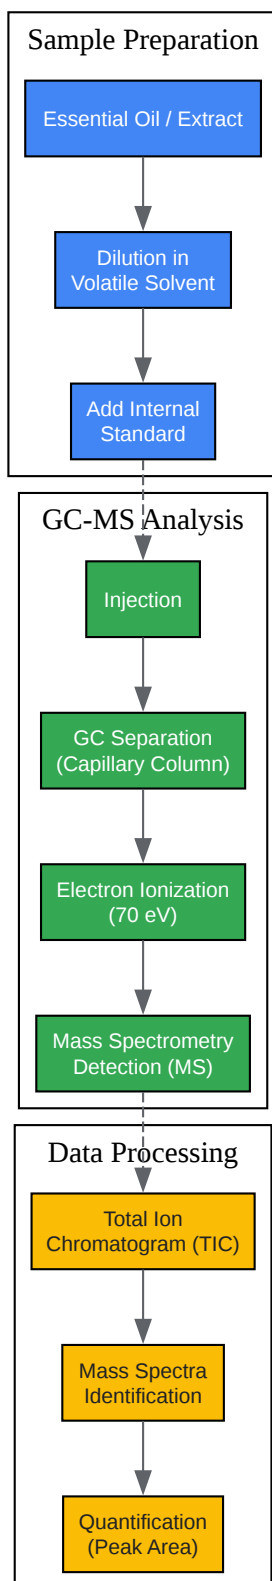 Sample Preparation
Essential Oil / Extract
Dilution in
Volatile Solvent
Add Internal
Standard
GC-MS Analysis
Injection
GC Separation
(Capillary Column)
Electron Ionization
(70 eV)
Mass Spectrometry
Detection (MS)
Data Processing
Total Ion
Chromatogram (TIC)
Mass Spectra
Identification
Quantification
(Peak Area)